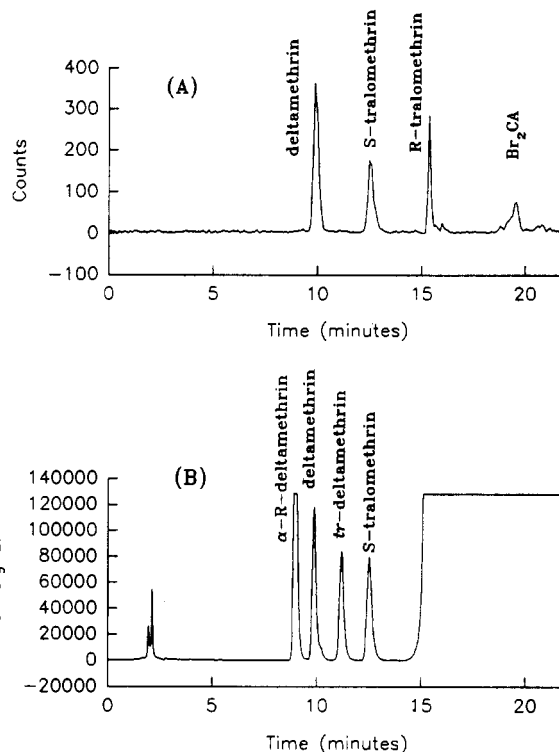 (A)
deltamethrin
S-tralomethrin
R-tralomethrin
Br₂CA
400
300
200
100
0
-100
Counts
0 5 10 15 20
Time (minutes)
(B)
α-R-deltamethrin
deltamethrin
tr-deltamethrin
S-tralomethrin
140000
120000
100000
80000
60000
40000
20000
0
-20000
0 5 10 15 20
Time (minutes)